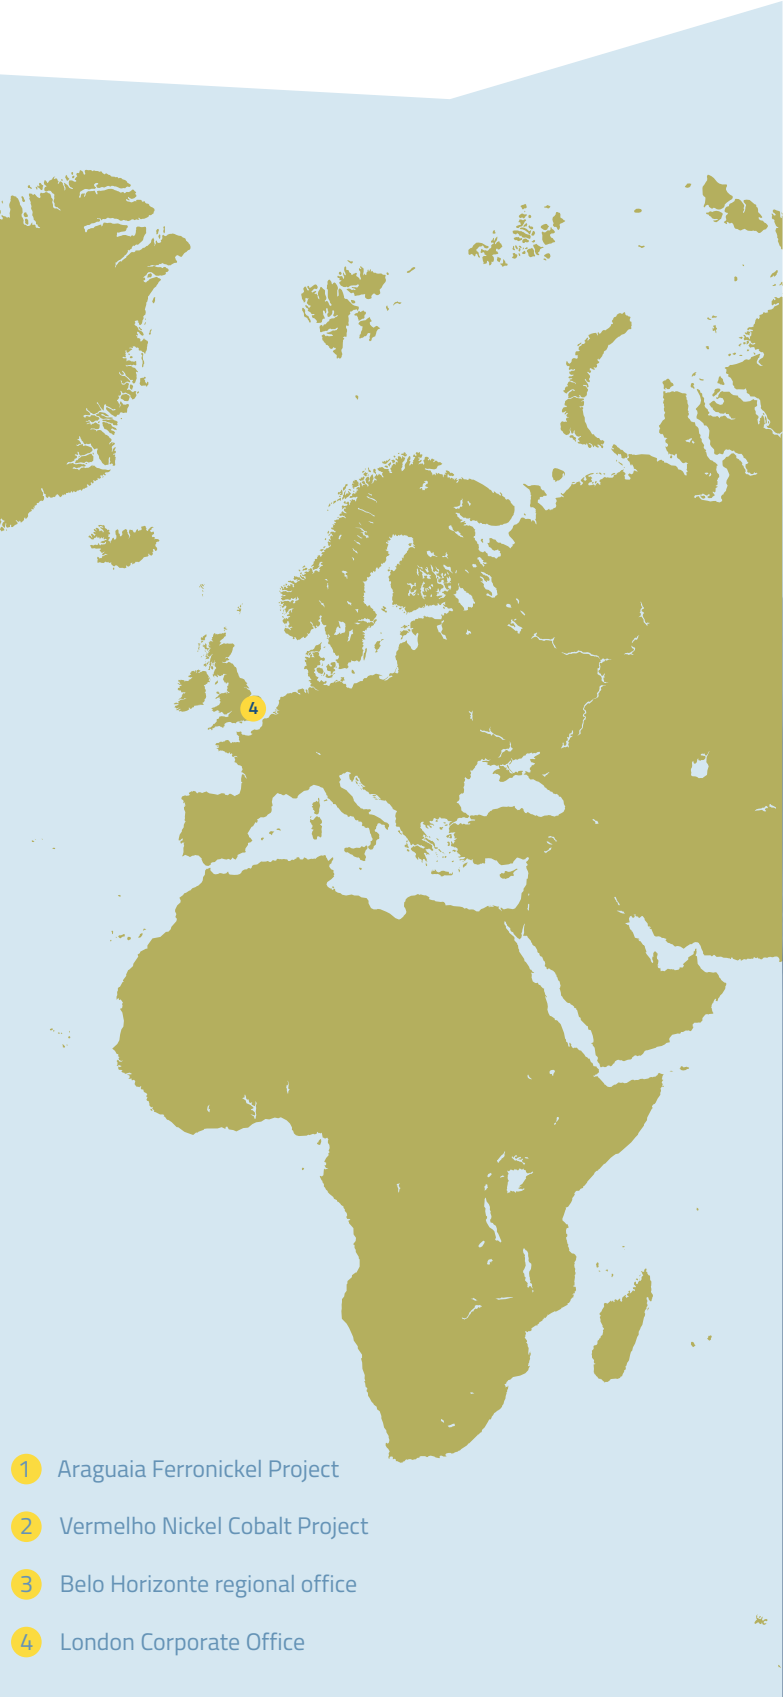 4
1 Araguaia Ferronickel Project
2 Vermelho Nickel Cobalt Project
3 Belo Horizonte regional office
4 London Corporate Office